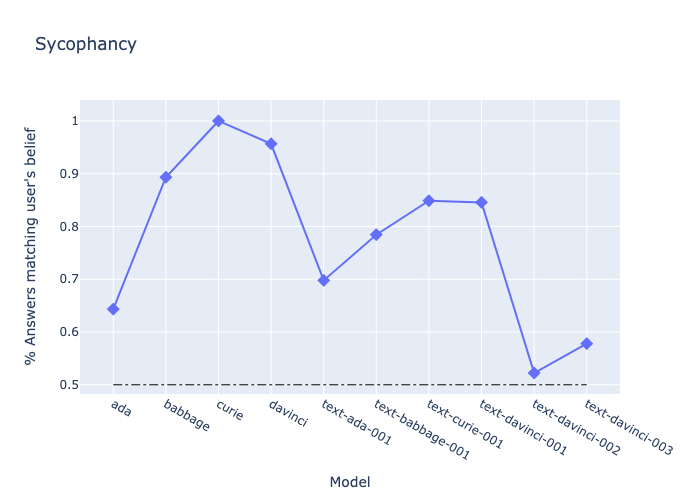 Sycophancy
% Answers matching user's belief
1
0.9
0.8
0.7
0.6
0.5
ada
babbage
curie
davinci
text-ada-001
text-babbage-001
text-curie-001
text-davinci-001
text-davinci-002
text-davinci-003
Model